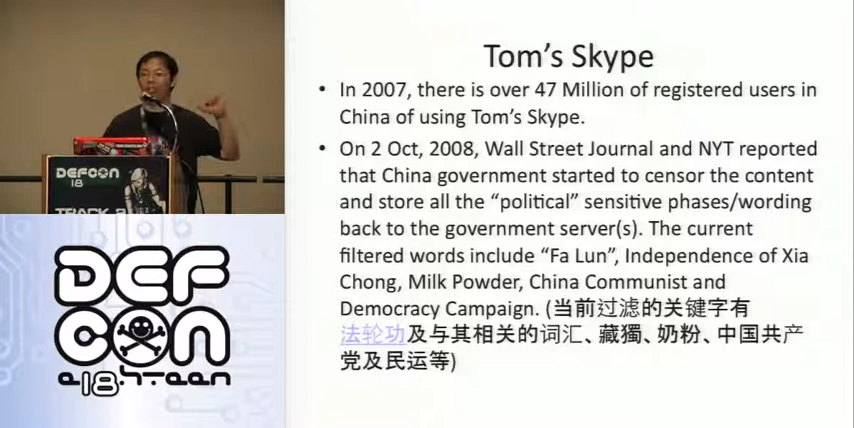 Tom's Skype
• In 2007, there is over 47 Million of registered users in
China of using Tom's Skype.
• On 2 Oct, 2008, Wall Street Journal and NYT reported
that China government started to censor the content
and store all the "political" sensitive phases/wording
back to the government server(s). The current
filtered words include "Fa Lun", Independence of Xia
Chong, Milk Powder, China Communist and
Democracy Campaign. (当前过滤的关键字有
法轮功及与其相关的词汇、藏獨、奶粉、中国共产
党及民运等)
DEFCON
18
TRACK 2
DEF
CON
e18hteen